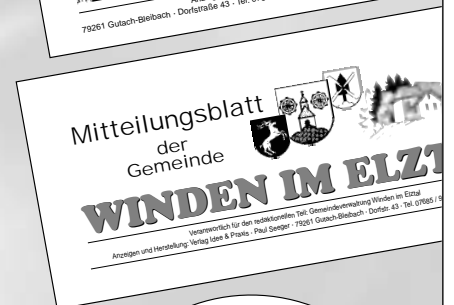 79261 Gutach-Bleibach · Dorfstraße 43 · Tel.
Mitteilungsblatt
der
Gemeinde
WINDEN IM ELZT
Verantwortlich für den redaktionellen Teil: Gemeindeverwaltung Winden im Elztal
Anzeigen und Herstellung: Verlag Idee & Praxis · Paul Seeger · 79261 Gutach-Bleibach · Dorfstr. 43 · Tel. 07685 / 9